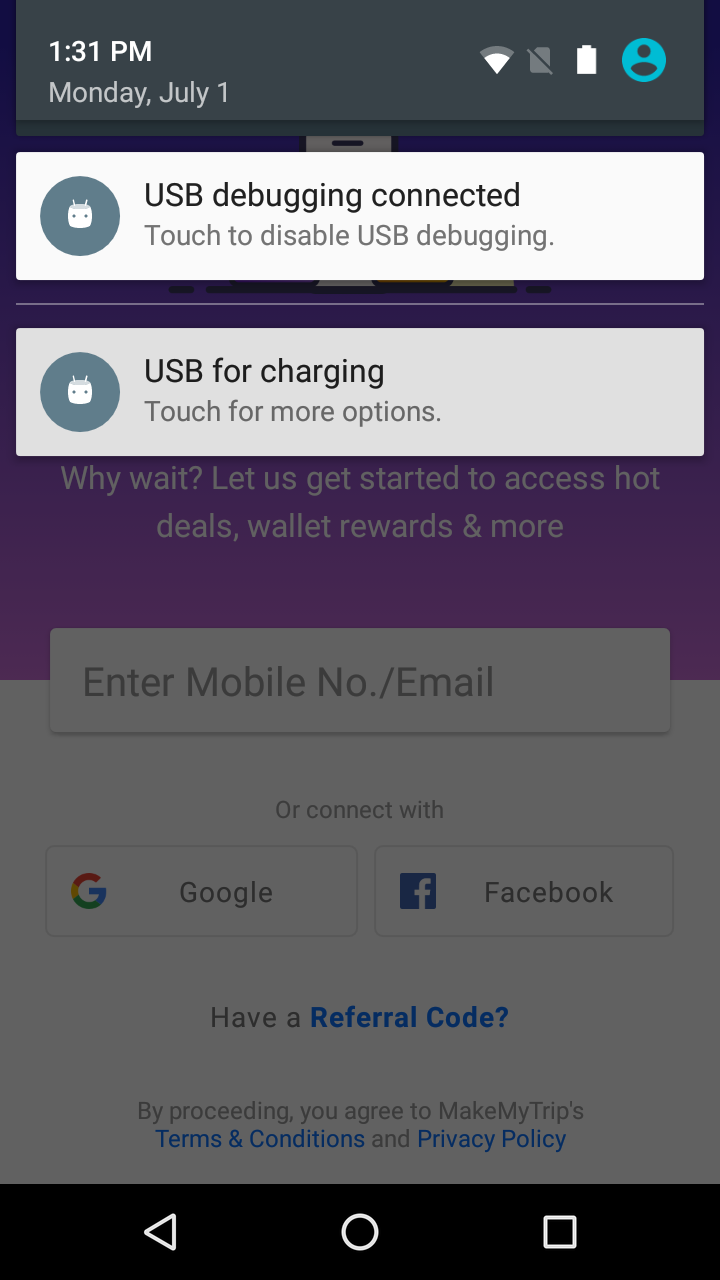 1:31 PM
Monday, July 1
USB debugging connected
Touch to disable USB debugging.
USB for charging
Touch for more options.
Why wait? Let us get started to access hot
deals, wallet rewards & more
Enter Mobile No./Email
Or connect with
Google
Facebook
Have a Referral Code?
By proceeding, you agree to MakeMyTrip's
Terms & Conditions and Privacy Policy